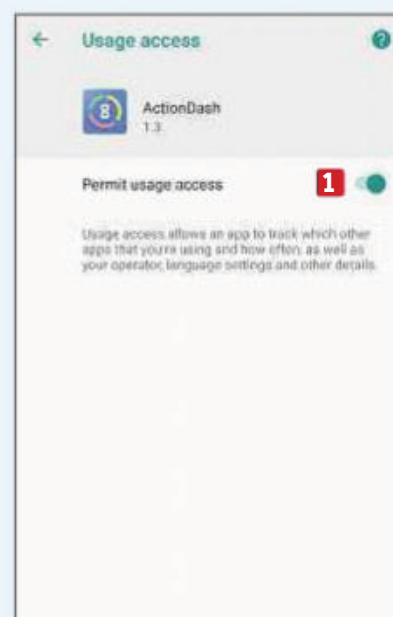 Usage access
8
ActionDash
1.3
Permit usage access
1
Usage access allows an app to track which other
apps that you're using and how often, as well as
your operator, language settings and other details.